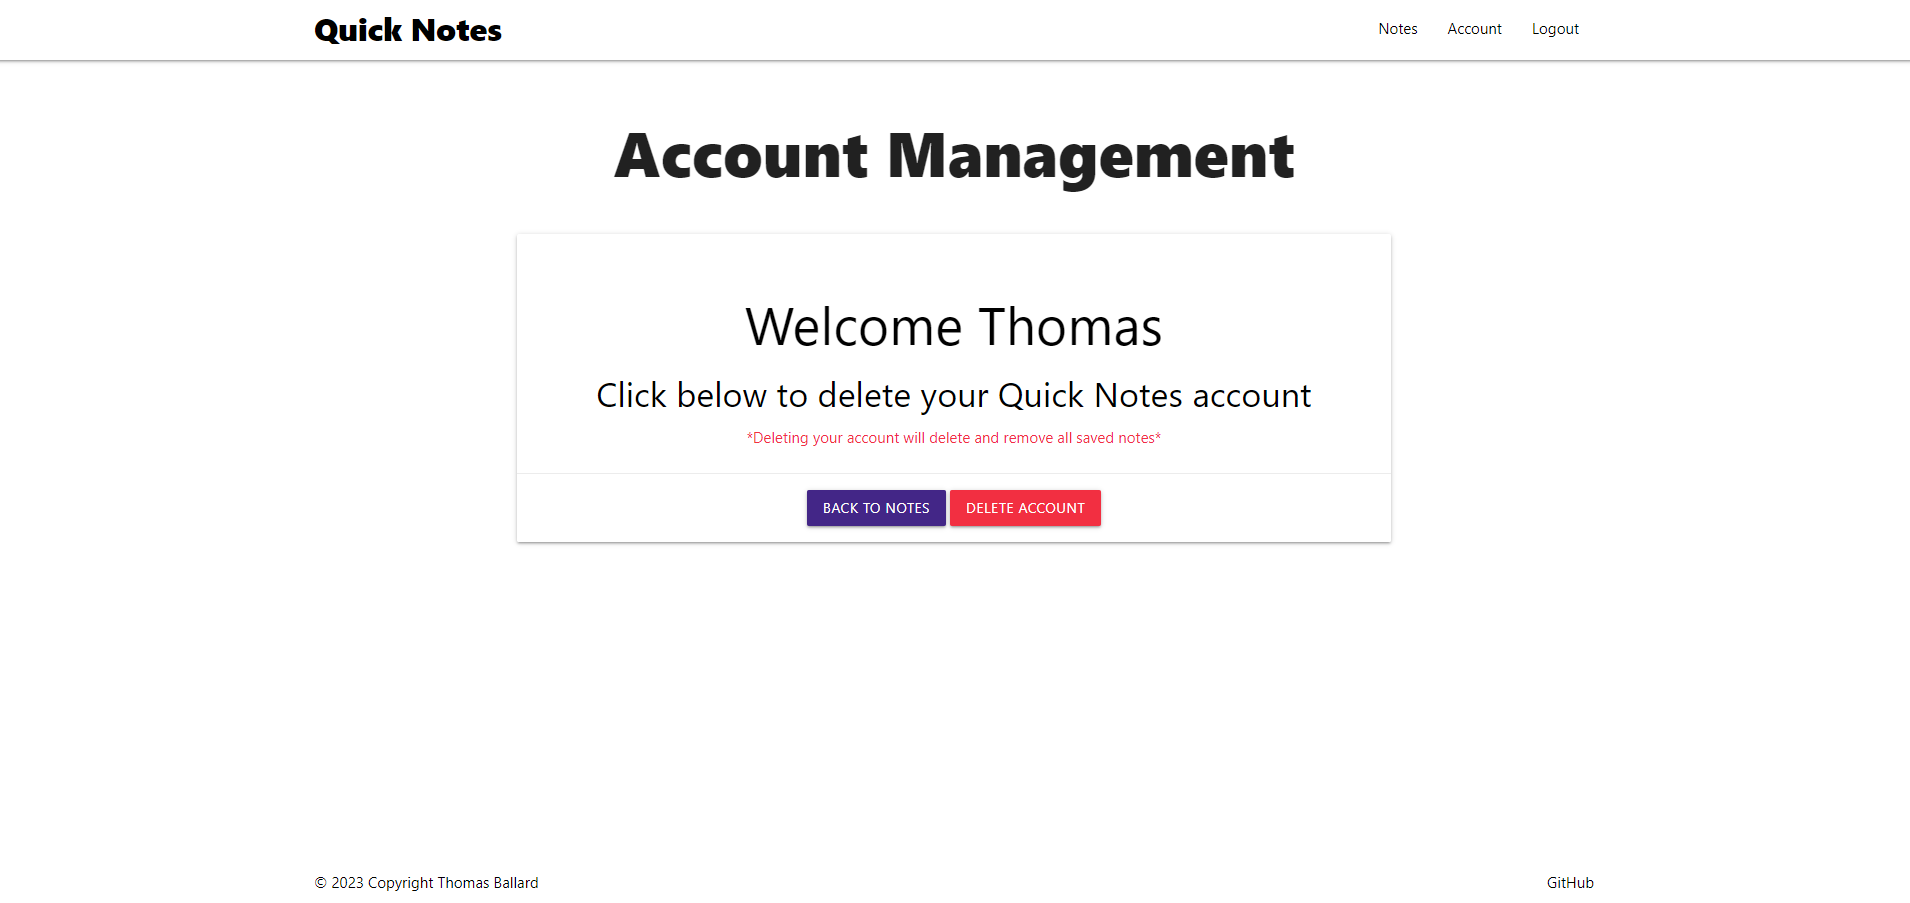 Quick Notes
Notes Account Logout
Account Management
Welcome Thomas
Click below to delete your Quick Notes account
*Deleting your account will delete and remove all saved notes*
BACK TO NOTES DELETE ACCOUNT
© 2023 Copyright Thomas Ballard
GitHub